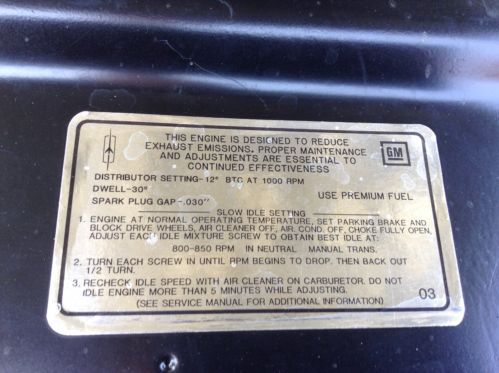 THIS ENGINE IS DESIGNED TO REDUCE
EXHAUST EMISSIONS, PROPER MAINTENANCE
AND ADJUSTMENTS ARE ESSENTIAL TO
CONTINUED EFFECTIVENESS
GM
DISTRIBUTOR SETTING-12° BTC AT 1000 RPM
DWELL-30°
USE PREMIUM FUEL
SPARK PLUG GAP-.030"
SLOW IDLE SETTING
1. ENGINE AT NORMAL OPERATING TEMPERATURE, SET PARKING BRAKE AND
BLOCK DRIVE WHEELS, AIR CLEANER OFF, AIR. COND. OFF, CHOKE FULLY OPEN,
ADJUST EACH IDLE MIXTURE SCREW TO OBTAIN BEST IDLE AT:
800-850 RPM IN NEUTRAL MANUAL TRANS.
2. TURN EACH SCREW IN UNTIL RPM BEGINS TO DROP, THEN BACK OUT
1/2 TURN.
3. RECHECK IDLE SPEED WITH AIR CLEANER ON CARBURETOR. DO NOT
IDLE ENGINE MORE THAN 5 MINUTES WHILE ADJUSTING.
(SEE SERVICE MANUAL FOR ADDITIONAL INFORMATION)
03